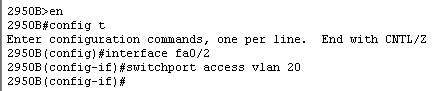 2950B>en
2950B#config t
Enter configuration commands, one per line.  End with CNTL/Z
2950B(config)#interface fa0/2
2950B(config-if)#switchport access vlan 20
2950B(config-if)#